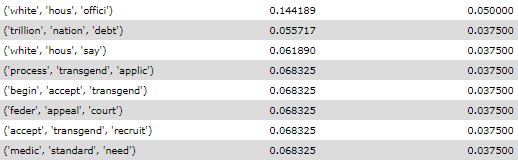 ('white', 'hous', 'offici') 0.144189 0.050000
('trillion', 'nation', 'debt') 0.055717 0.037500
('white', 'hous', 'say') 0.061890 0.037500
('process', 'transgend', 'applic') 0.068325 0.037500
('begin', 'accept', 'transgend') 0.068325 0.037500
('feder', 'appeal', 'court') 0.068325 0.037500
('accept', 'transgend', 'recruit') 0.068325 0.037500
('medic', 'standard', 'need') 0.068325 0.037500